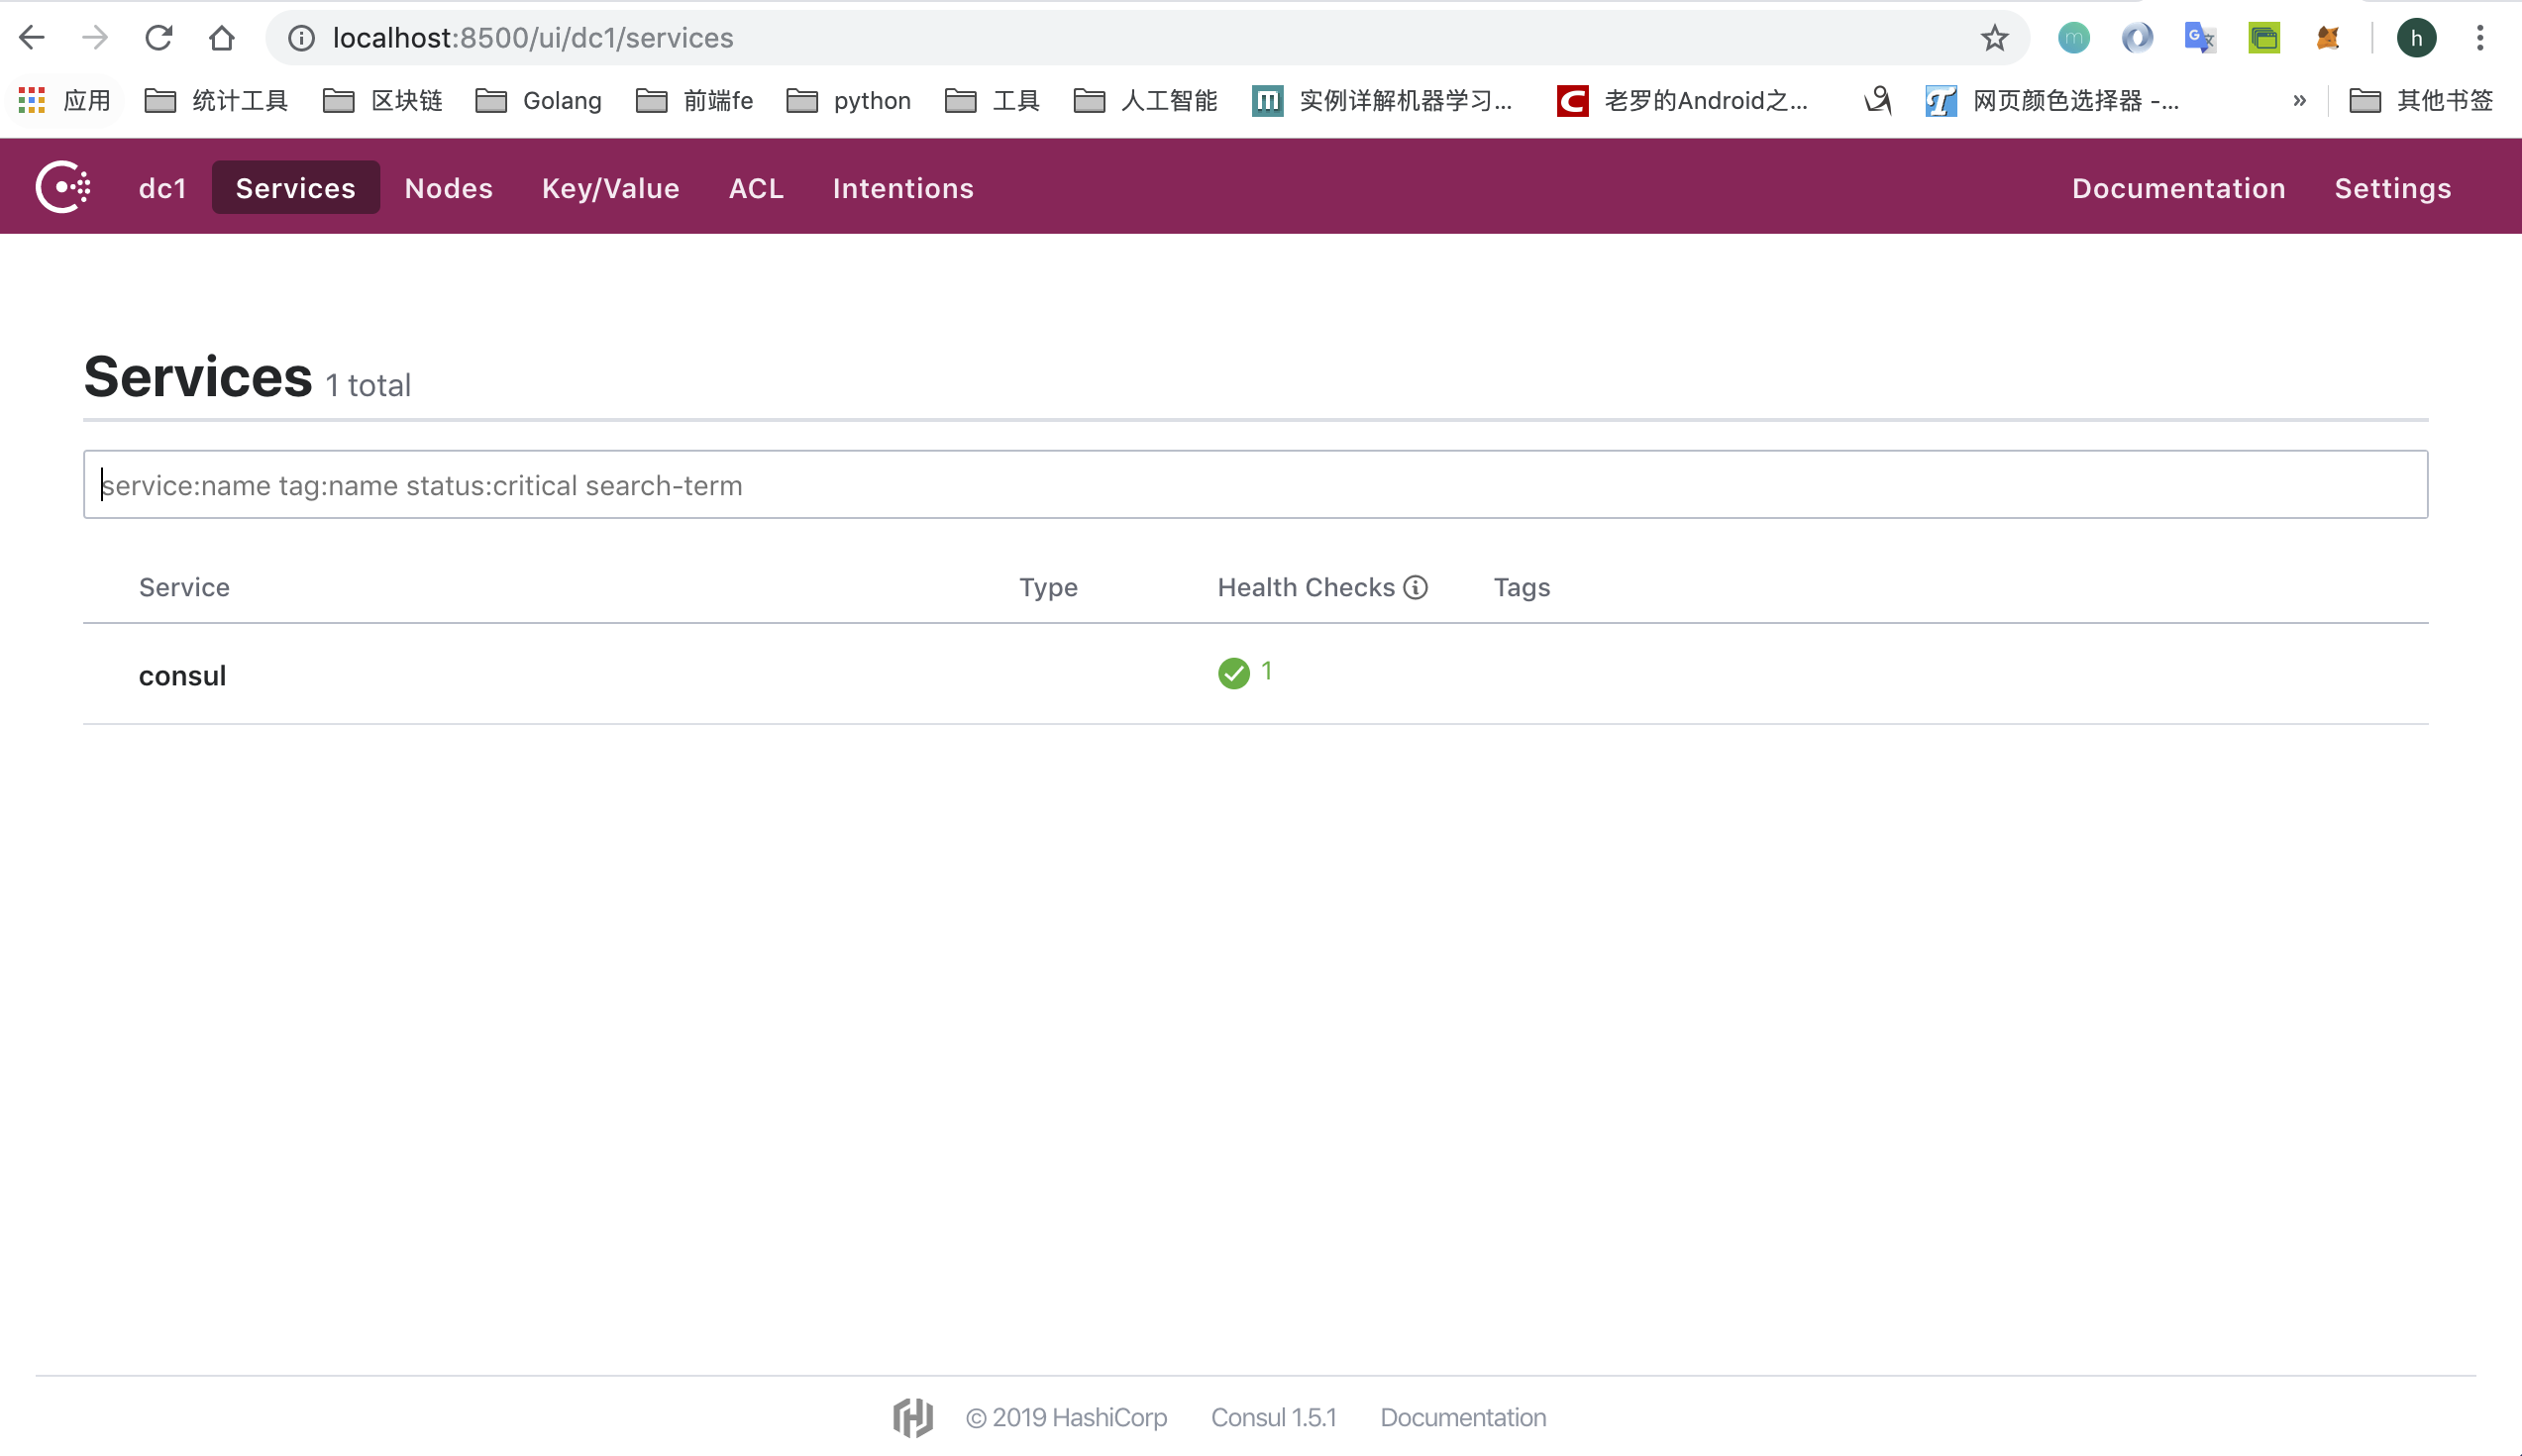 localhost:8500/ui/dc1/services
h
应用 统计工具 区块链 Golang 前端fe python 工具 人工智能 实例详解机器学习... 老罗的Android之... 网页颜色选择器 -... » 其他书签
dc1 Services Nodes Key/Value ACL Intentions Documentation Settings
Services 1 total
service:name tag:name status:critical search-term
Service Type Health Checks Tags
consul 1
© 2019 HashiCorp Consul 1.5.1 Documentation